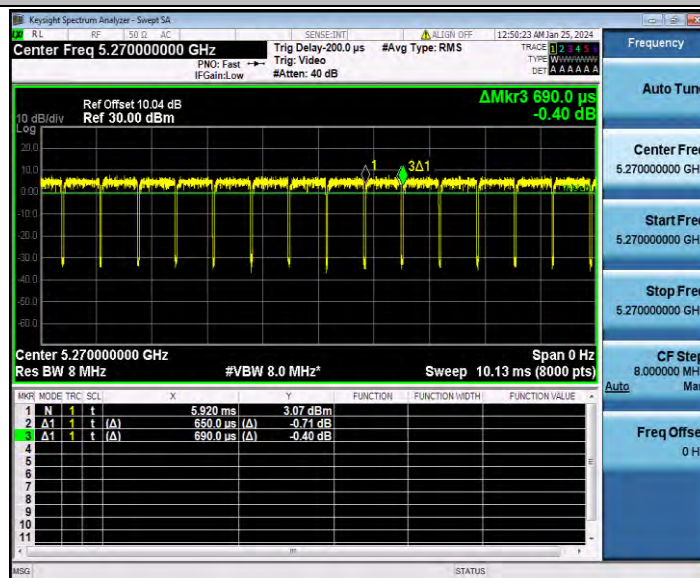 Keysight Spectrum Analyzer - Swept SA
RL RF 50 Ω AC SENSE:INT ALIGN OFF 12:50:23 AM Jan 25, 2024
Center Freq 5.270000000 GHz
PNO: Fast
IFGain:Low
Trig Delay-200.0 µs
Trig: Video
#Atten: 40 dB
#Avg Type: RMS
TRACE 1 2 3 4 5 6
TYPE WWWWWW
DET A A A A A A
Ref Offset 10.04 dB
Ref 30.00 dBm
10 dB/div
Log
ΔMkr3 690.0 µs
-0.40 dB
20.0
10.0
0.00
-10.0
-20.0
-30.0
-40.0
-50.0
-60.0
1
3Δ1
Center 5.270000000 GHz
Span 0 Hz
Res BW 8 MHz
#VBW 8.0 MHz*
Sweep 10.13 ms (8000 pts)
MKR MODE TRC SCL X Y FUNCTION FUNCTION WIDTH FUNCTION VALUE
1 N 1 t 5.920 ms 3.07 dBm
2 Δ1 1 t (Δ) 650.0 µs (Δ) -0.71 dB
3 Δ1 1 t (Δ) 690.0 µs (Δ) -0.40 dB
4
5
6
7
8
9
10
11
MSG
STATUS
Frequency
Auto Tun
Center Fre
5.270000000 GH
Start Fre
5.270000000 GH
Stop Fre
5.270000000 GH
CF Ste
8.000000 MH
Auto Ma
Freq Offse
0 H